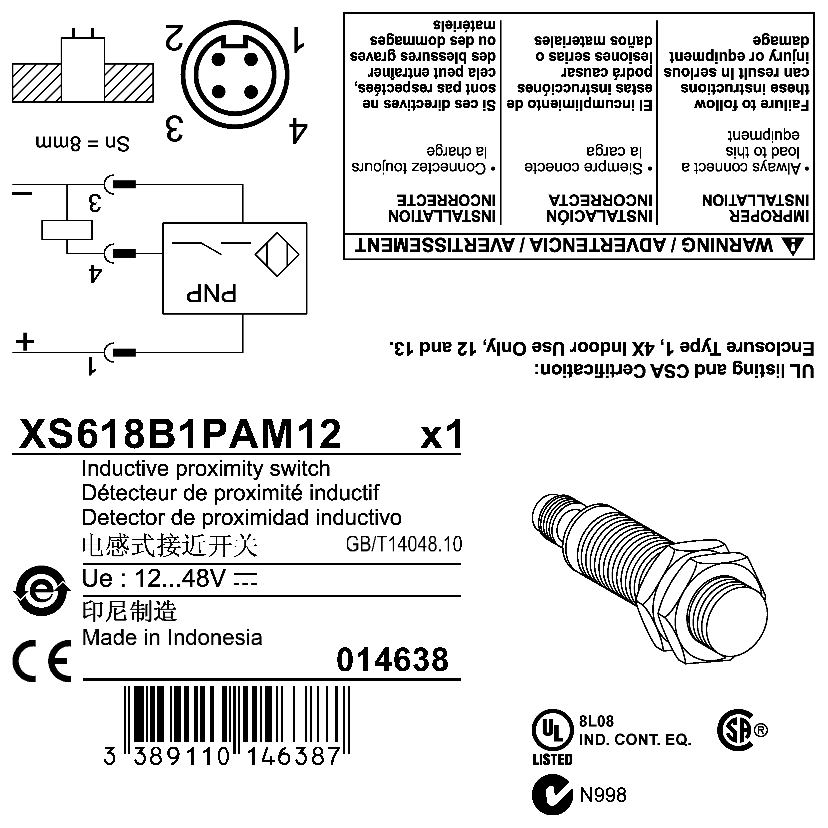 XS618B1PAM12 x1
Inductive proximity switch
Détecteur de proximité inductif
Detector de proximidad inductivo
电感式接近开关 GB/T14048.10
Ue : 12...48V
印尼制造
Made in Indonesia
CE
014638
3 389110 146387
UL
LISTED
8L08
IND. CONT. EQ.
SA ®
N998
UL listing and CSA Certification:
Enclosure Type 1, 4X Indoor Use Only, 12 and 13.
WARNING / ADVERTENCIA / AVERTISSEMENT
IMPROPER
INSTALLATION
• Always connect a
load to this
equipment
Failure to follow
these instructions
can result in serious
injury or equipment
damage
INSTALACIÓN
INCORRECTA
• Siempre conecte
la carga
El incumplimiento de
estas instrucciónes
podrá causar
lesiones serias o
daños materiales
INSTALLATION
INCORRECTE
• Connectez toujours
la charge
Si ces directives ne
sont pas respectées,
cela peut entraîner
des blessures graves
ou des dommages
matériels
1
+
PNP
4
3
–
Sn = 8mm
4
3
1
2